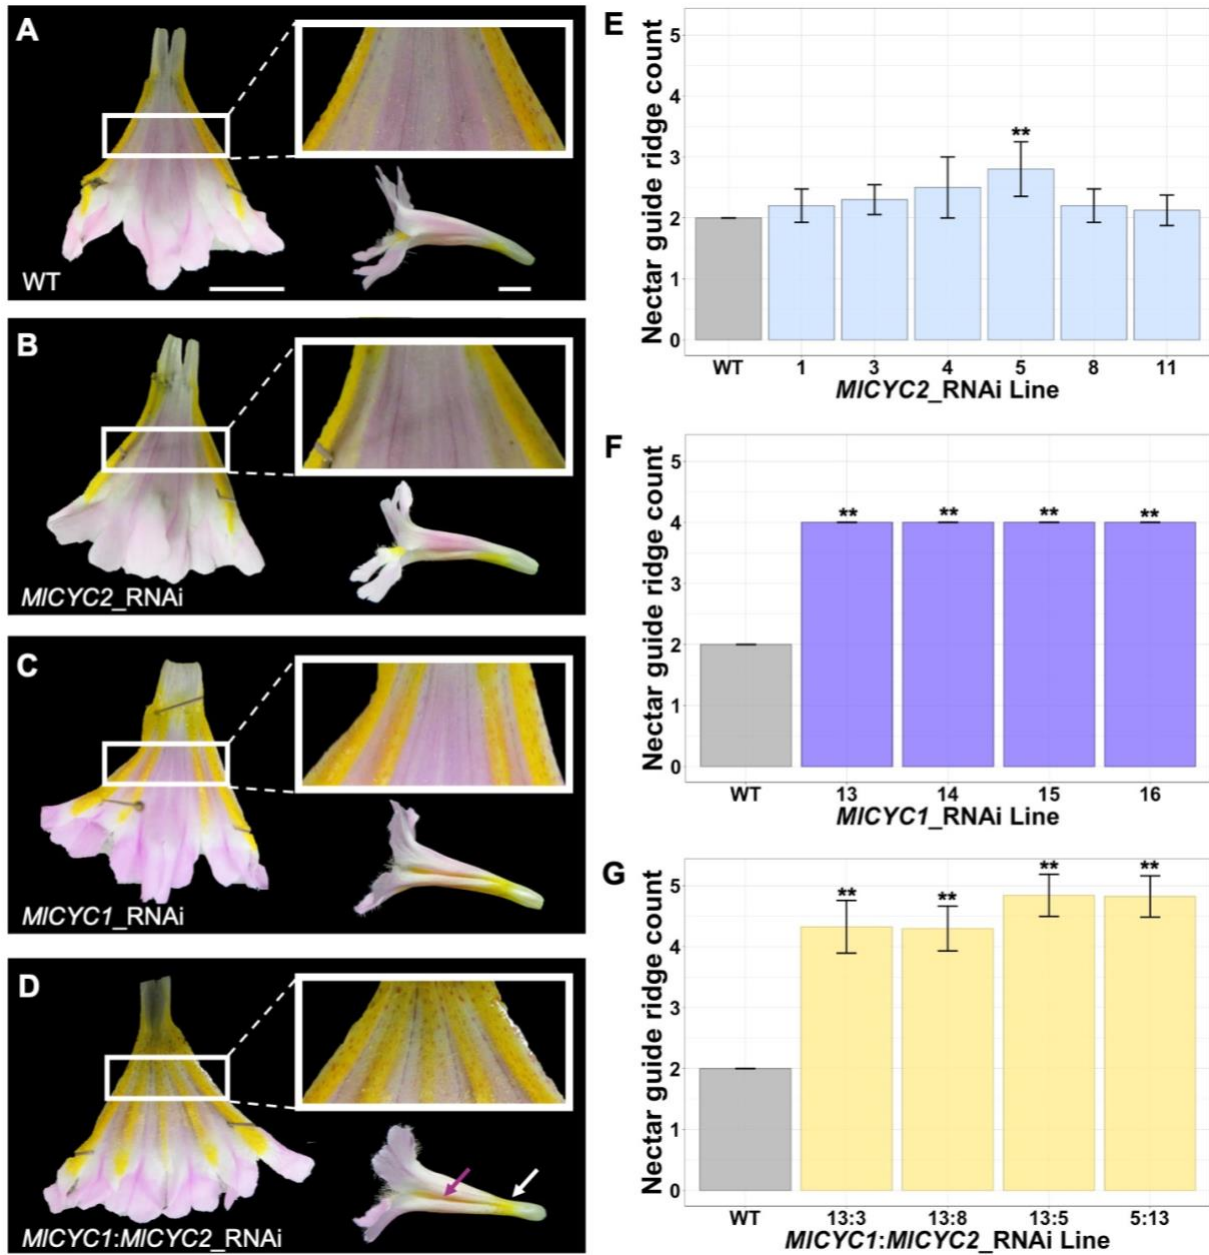 A
WT
B
MlCYC2_RNAi
C
MlCYC1_RNAi
D
MlCYC1:MlCYC2_RNAi
E
Nectar guide ridge count
5
4
3
2
1
0
**
WT 1 3 4 5 8 11
MlCYC2_RNAi Line
F
Nectar guide ridge count
5
4
3
2
1
0
** ** ** **
WT 13 14 15 16
MlCYC1_RNAi Line
G
Nectar guide ridge count
5
4
3
2
1
0
** ** ** **
WT 13:3 13:8 13:5 5:13
MlCYC1:MlCYC2_RNAi Line